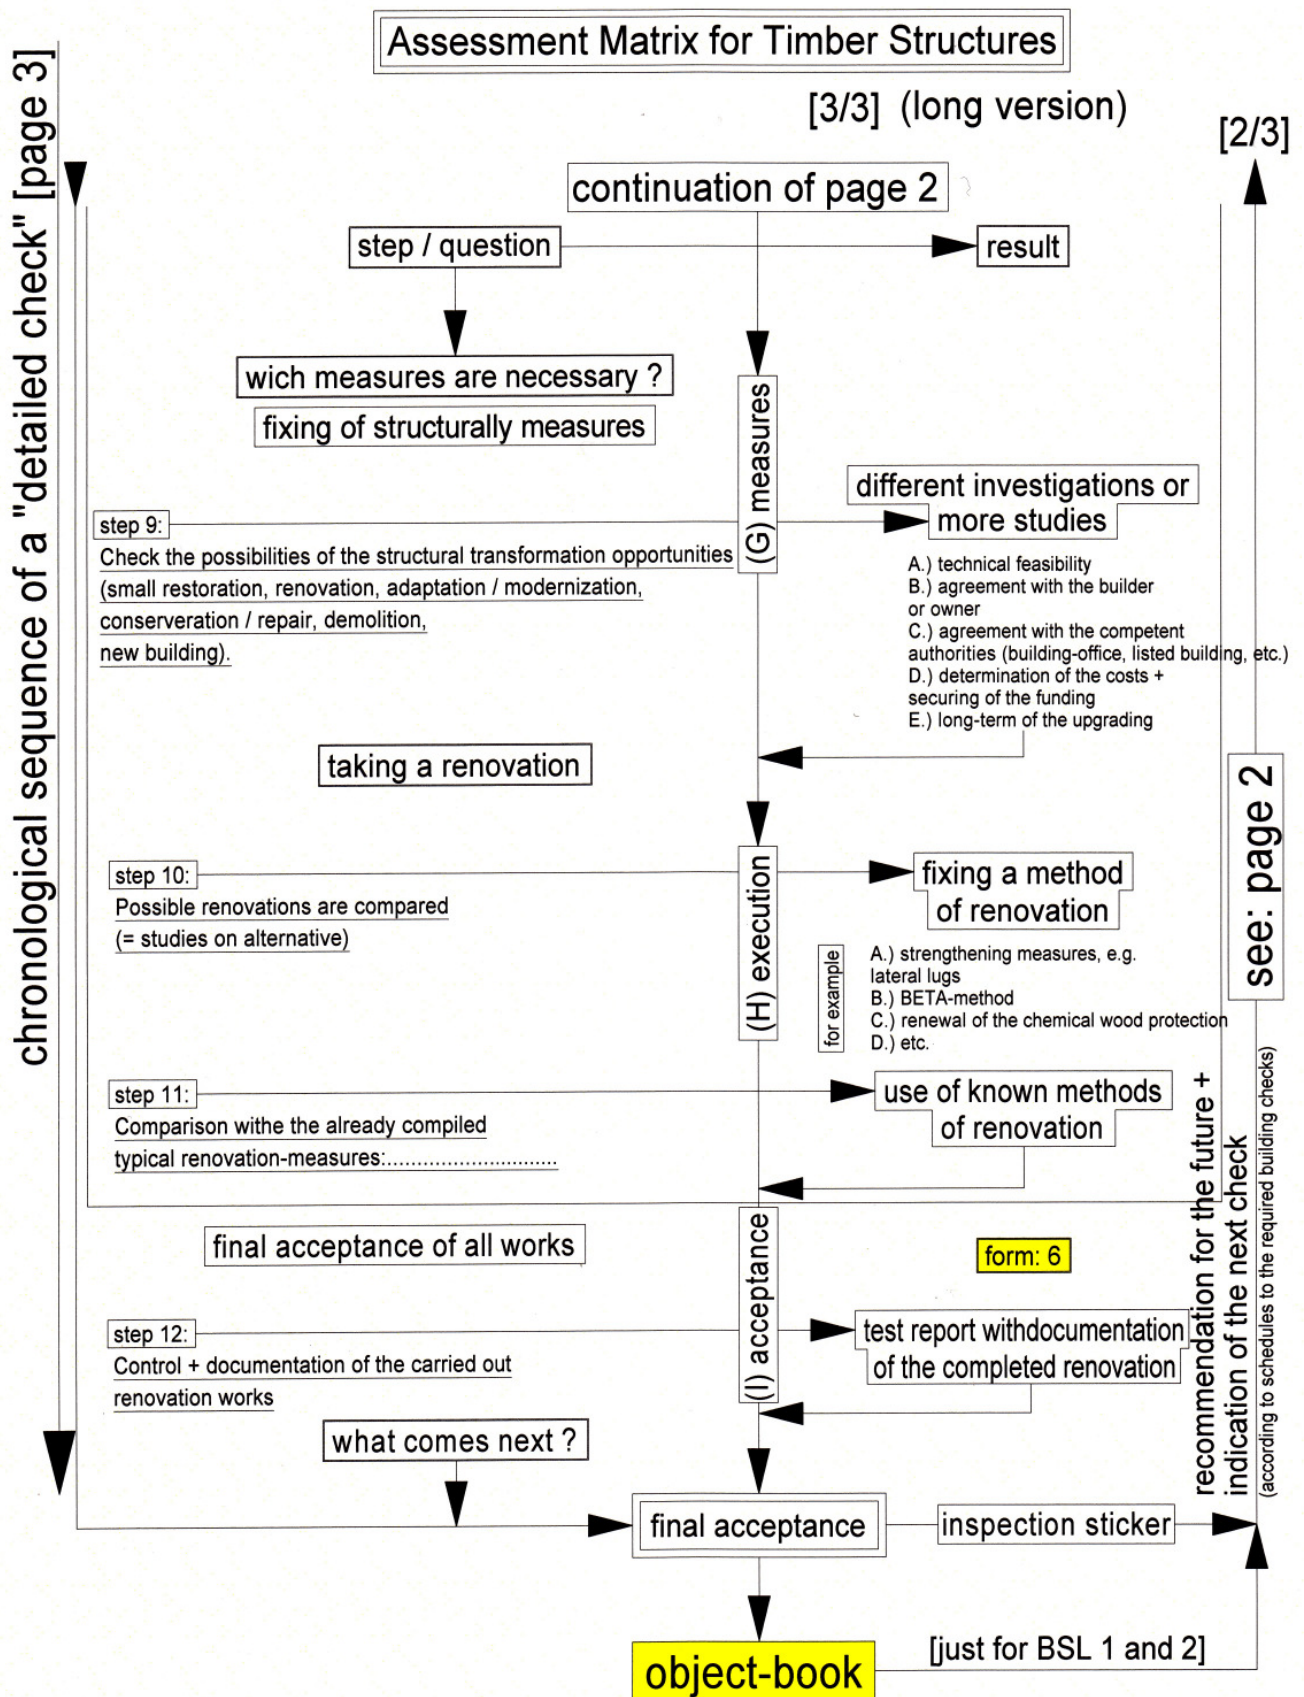 Assessment Matrix for Timber Structures
[3/3] (long version)
[2/3]
chronological sequence of a "detailed check" [page 3]
continuation of page 2
step / question
result
wich measures are necessary ?
fixing of structurally measures
(G) measures
different investigations or
more studies
step 9:
Check the possibilities of the structural transformation opportunities
(small restoration, renovation, adaptation / modernization,
conserveration / repair, demolition,
new building).
A.) technical feasibility
B.) agreement with the builder
or owner
C.) agreement with the competent
authorities (building-office, listed building, etc.)
D.) determination of the costs +
securing of the funding
E.) long-term of the upgrading
taking a renovation
see: page 2
step 10:
Possible renovations are compared
(= studies on alternative)
(H) execution
fixing a method
of renovation
for example
A.) strengthening measures, e.g.
lateral lugs
B.) BETA-method
C.) renewal of the chemical wood protection
D.) etc.
step 11:
Comparison withe the already compiled
typical renovation-measures:..............................
use of known methods
of renovation
recommendation for the future +
indication of the next check
(according to schedules to the required building checks)
final acceptance of all works
(I) acceptance
form: 6
step 12:
Control + documentation of the carried out
renovation works
test report withdocumentation
of the completed renovation
what comes next ?
final acceptance
inspection sticker
object-book
[just for BSL 1 and 2]